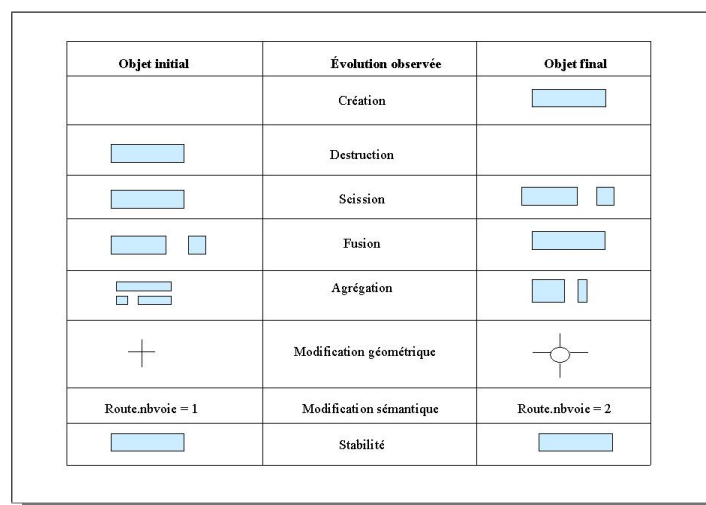 Objet initial Évolution observée Objet final
Création
Destruction
Scission
Fusion
Agrégation
Modification géométrique
Route.nbvoie = 1 Modification sémantique Route.nbvoie = 2
Stabilité